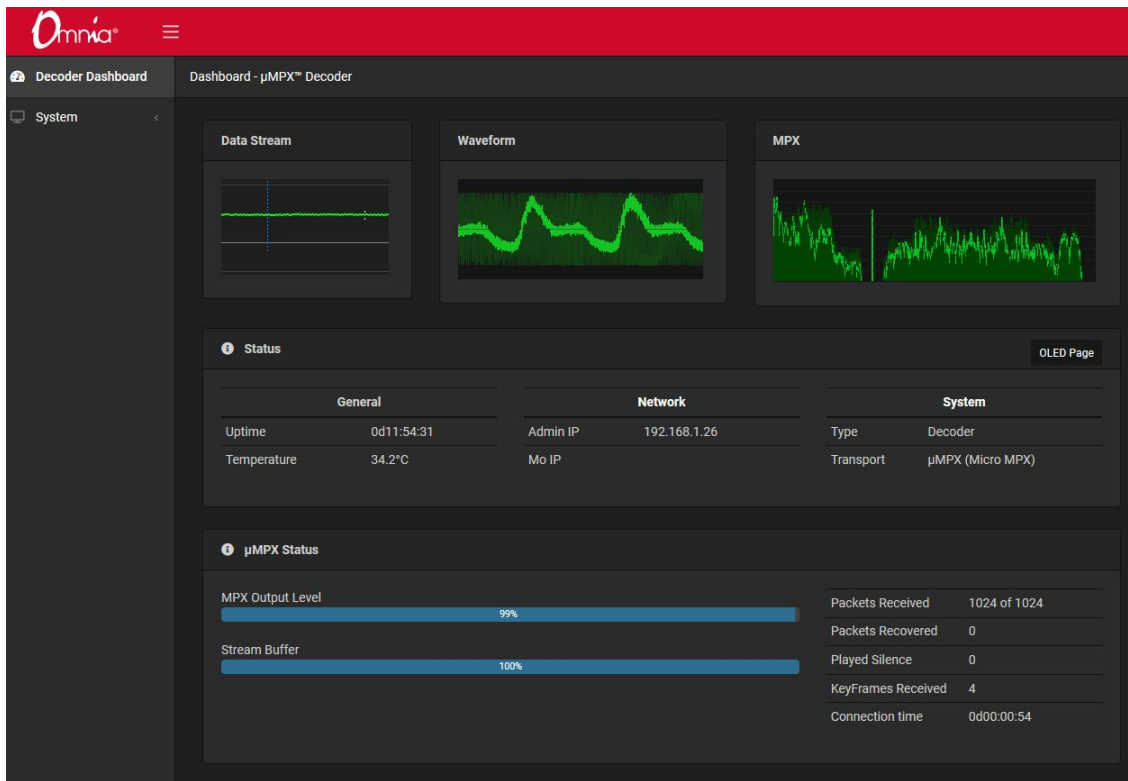 Omnia®
Decoder Dashboard
Dashboard - µMPX™ Decoder
System
Data Stream
Waveform
MPX
Status
OLED Page
General
Uptime 0d11:54:31
Temperature 34.2°C
Network
Admin IP 192.168.1.26
Mo IP
System
Type Decoder
Transport µMPX (Micro MPX)
µMPX Status
MPX Output Level
99%
Stream Buffer
100%
Packets Received 1024 of 1024
Packets Recovered 0
Played Silence 0
KeyFrames Received 4
Connection time 0d00:00:54